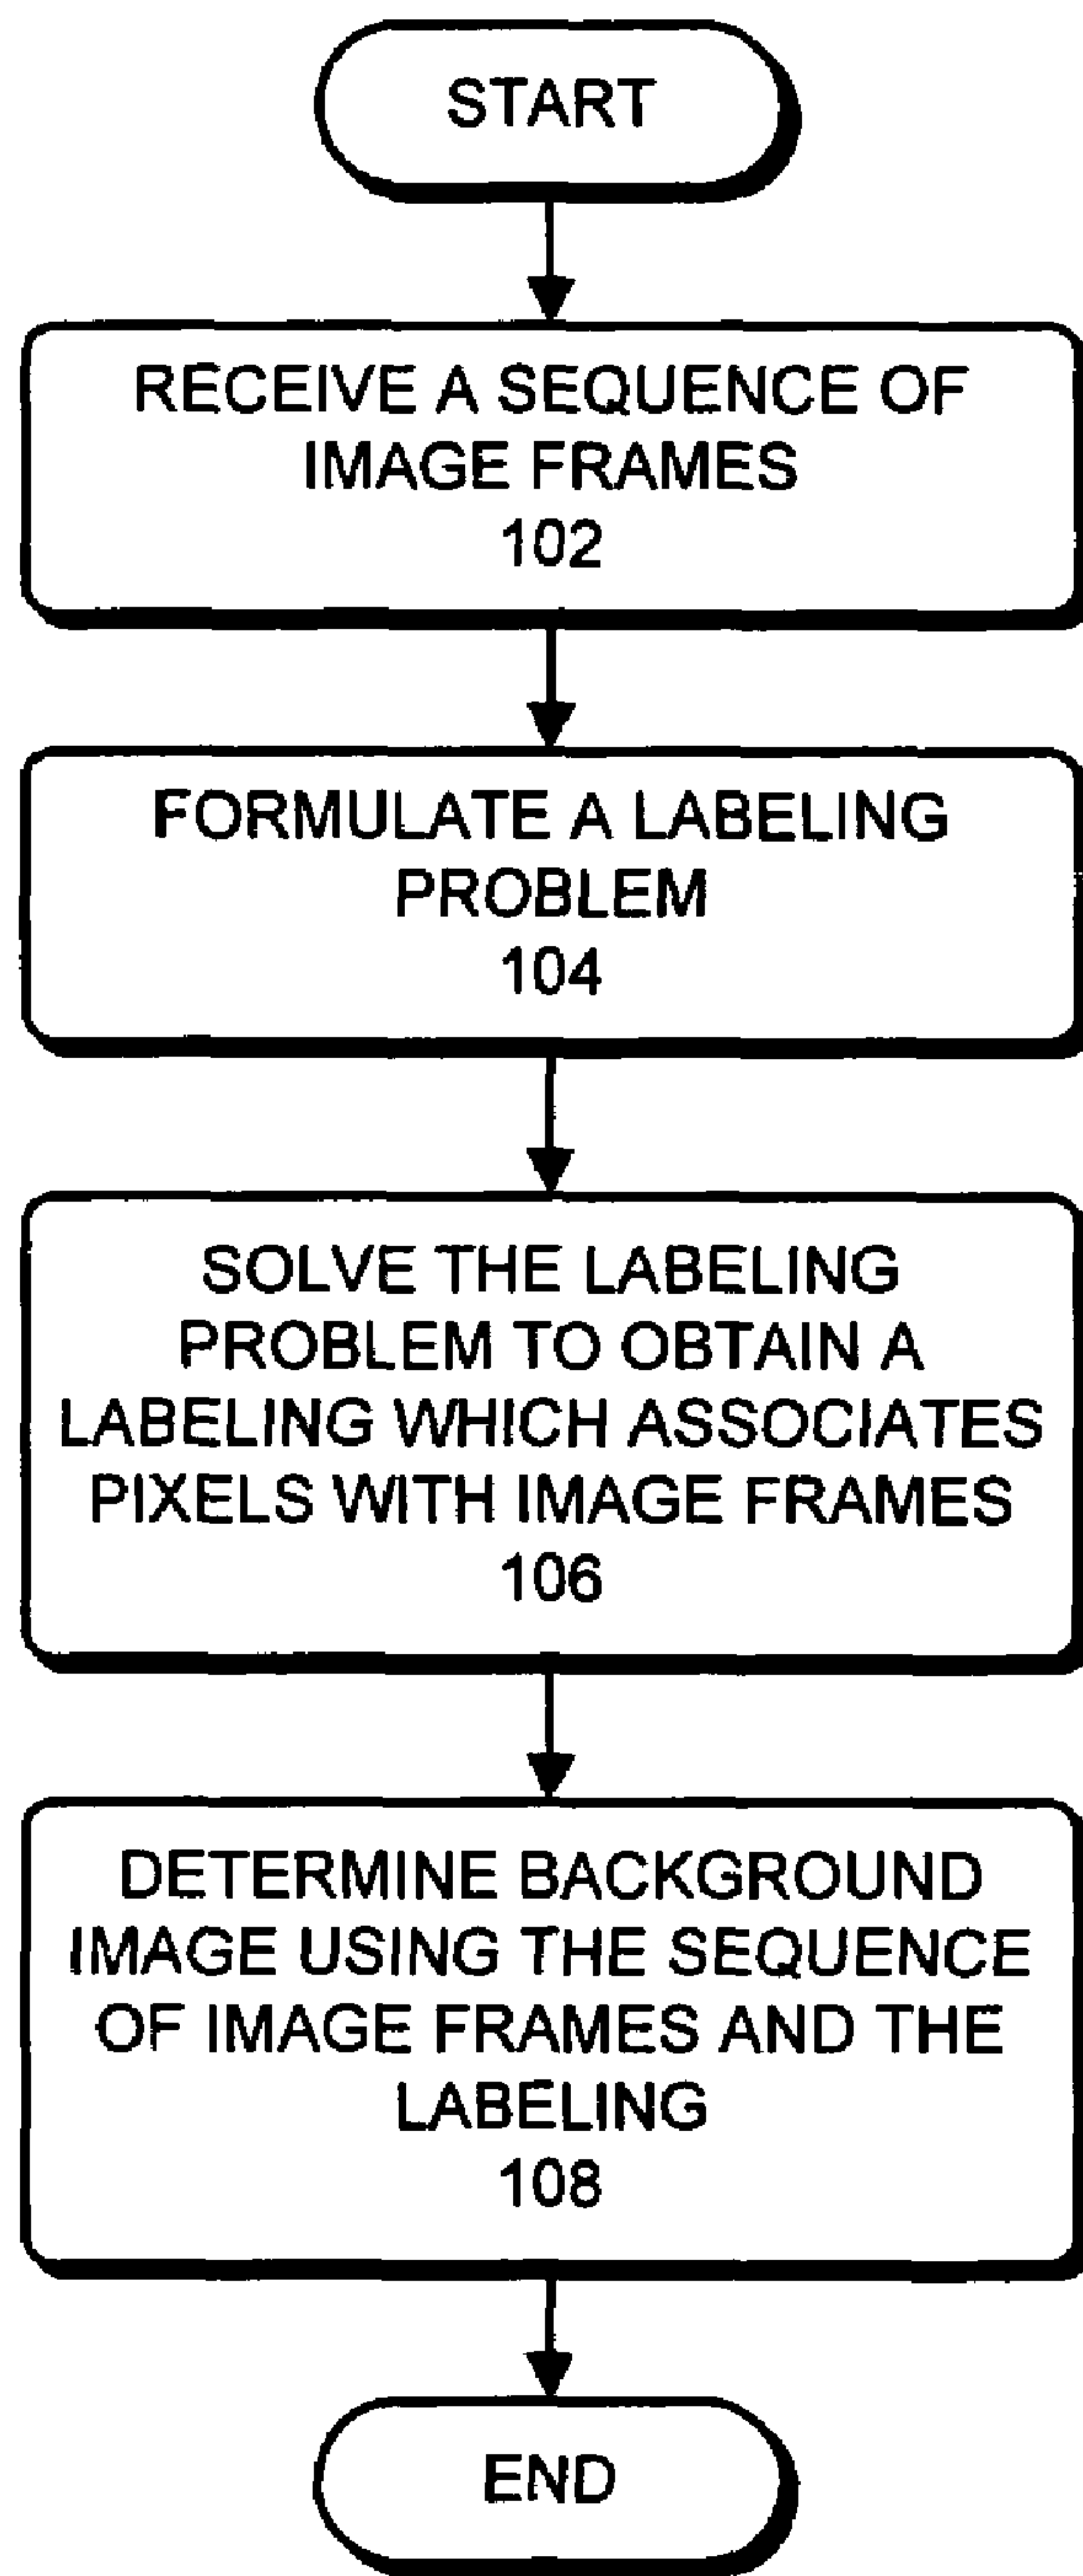 START
RECEIVE A SEQUENCE OF
IMAGE FRAMES
102
FORMULATE A LABELING
PROBLEM
104
SOLVE THE LABELING
PROBLEM TO OBTAIN A
LABELING WHICH ASSOCIATES
PIXELS WITH IMAGE FRAMES
106
DETERMINE BACKGROUND
IMAGE USING THE SEQUENCE
OF IMAGE FRAMES AND THE
LABELING
108
END